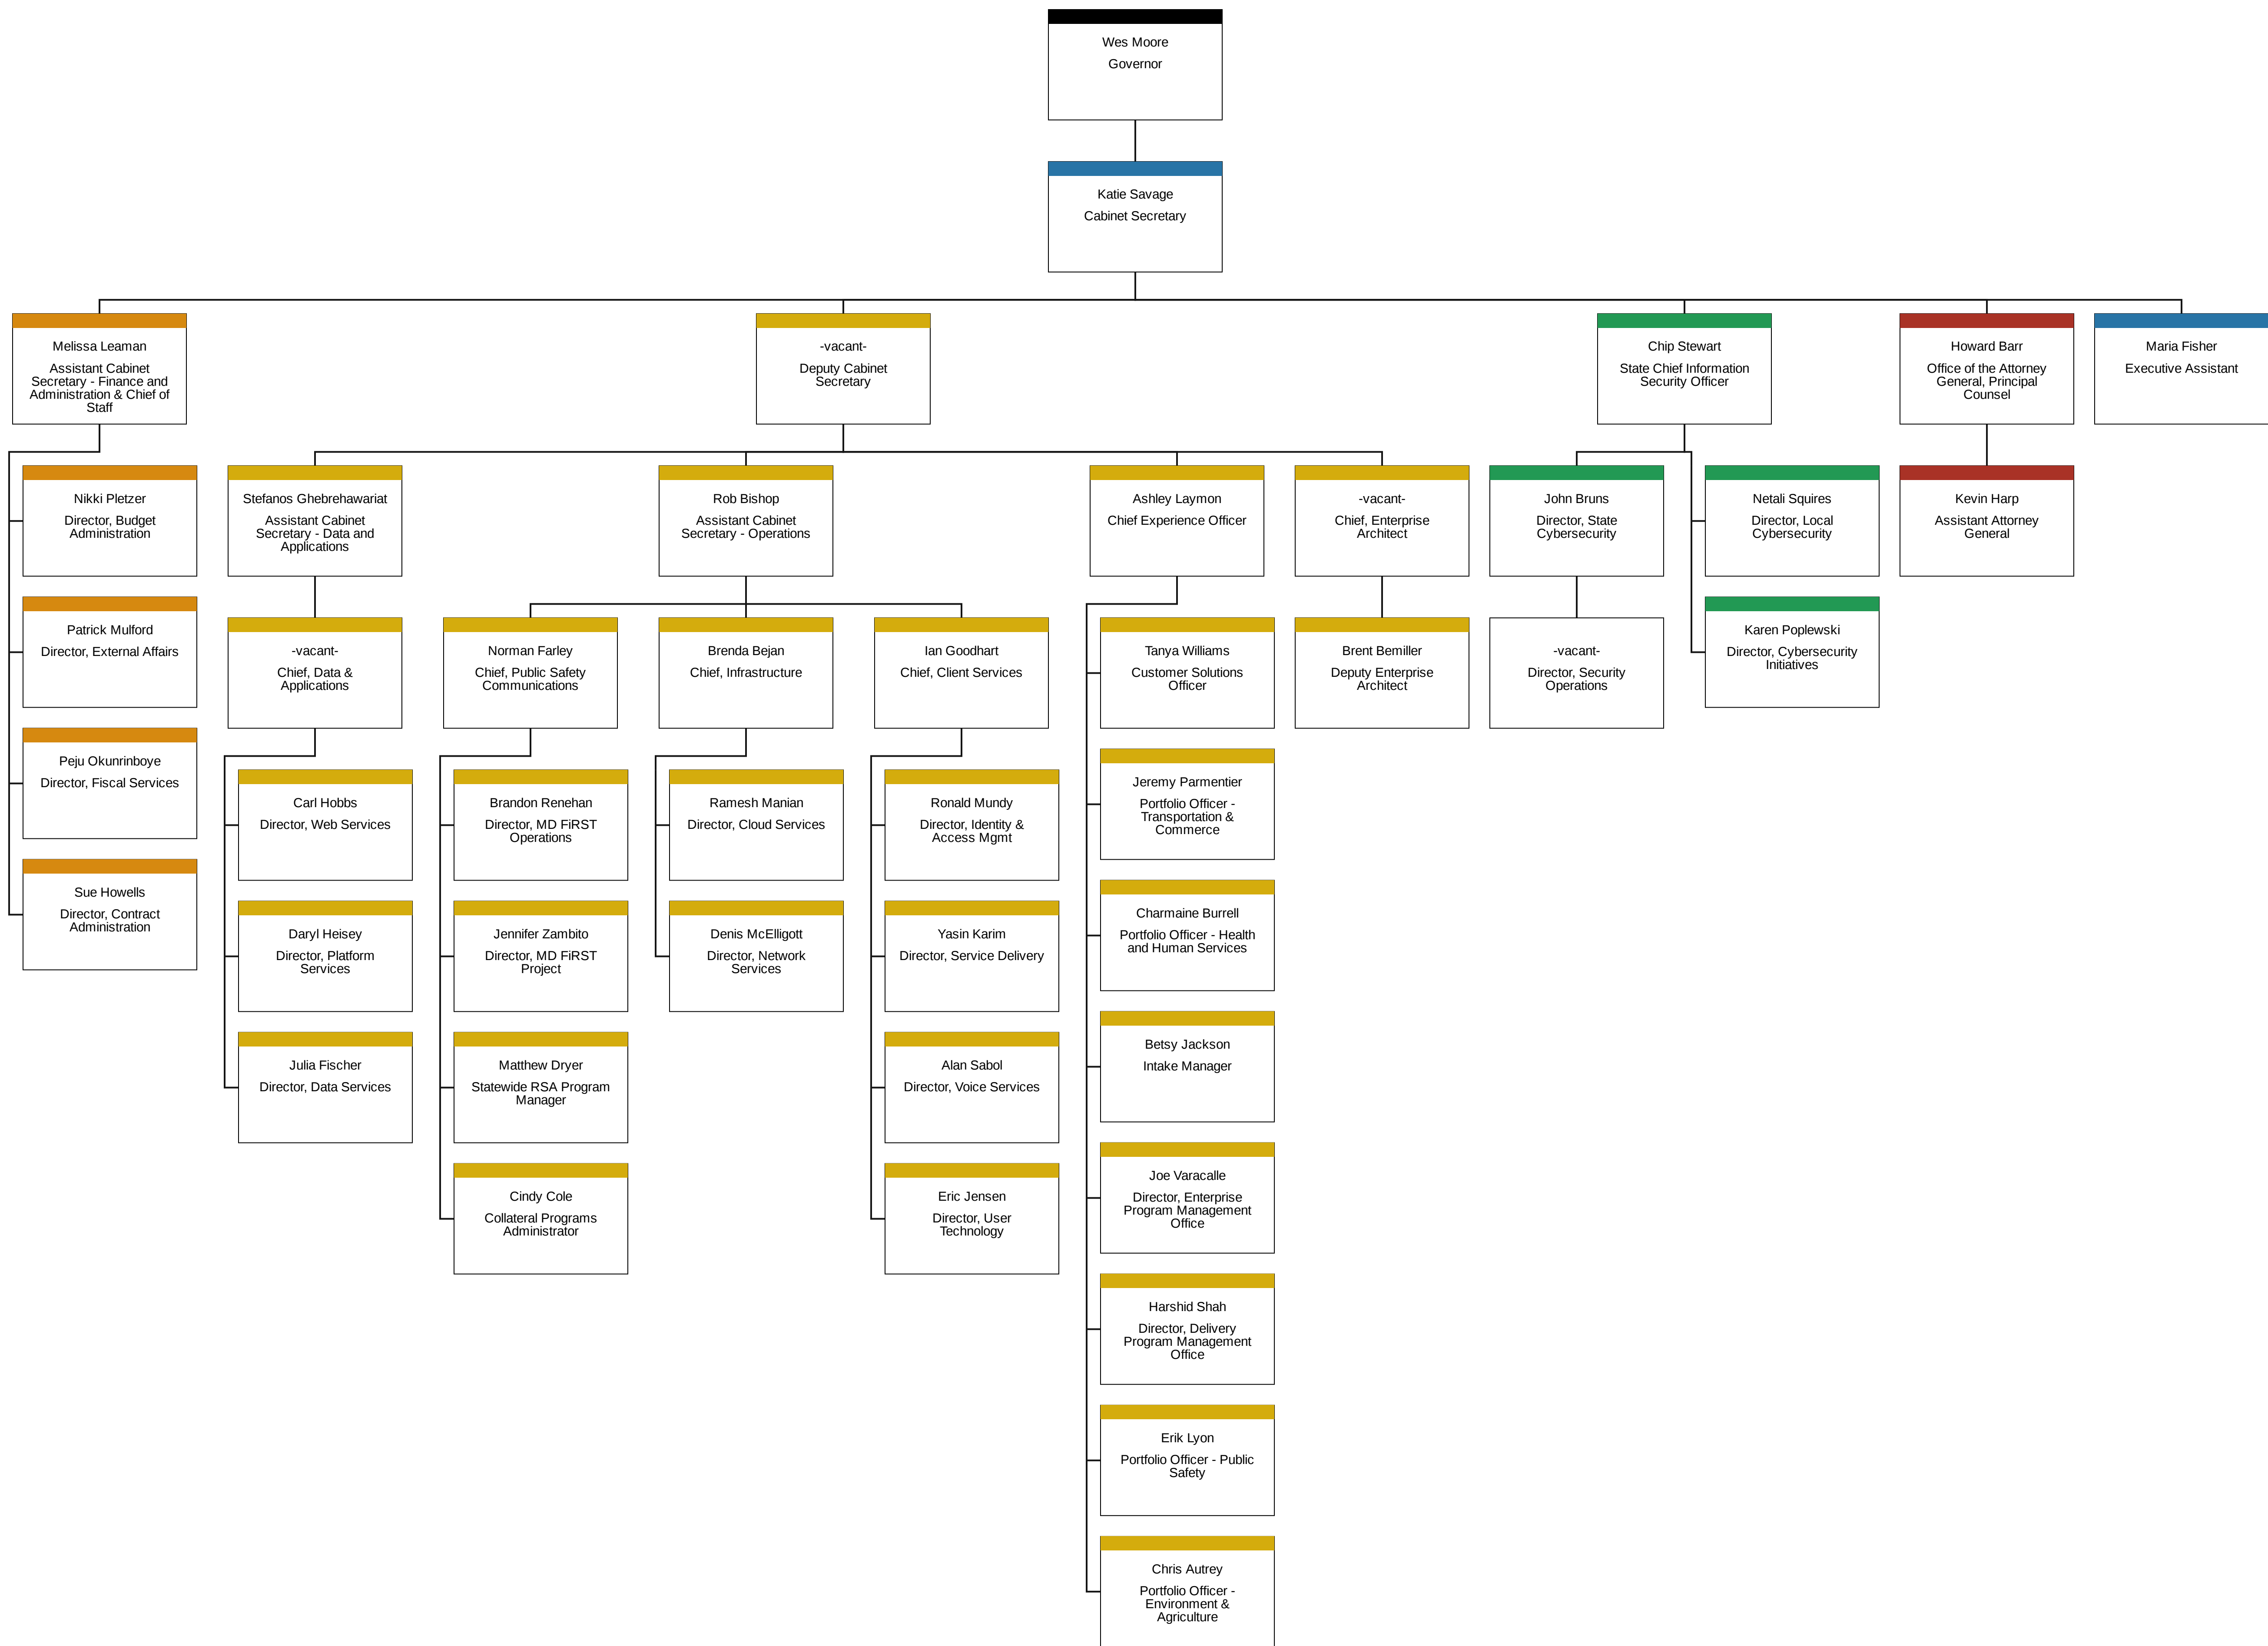 Wes Moore
Governor
Katie Savage
Cabinet Secretary
Melissa Leaman
Assistant Cabinet
Secretary - Finance and
Administration & Chief of
Staff
-vacant-
Deputy Cabinet
Secretary
Chip Stewart
State Chief Information
Security Officer
Howard Barr
Office of the Attorney
General, Principal
Counsel
Maria Fisher
Executive Assistant
Nikki Pletzer
Director, Budget
Administration
Stefanos Ghebrehawariat
Assistant Cabinet
Secretary - Data and
Applications
Rob Bishop
Assistant Cabinet
Secretary - Operations
Ashley Laymon
Chief Experience Officer
-vacant-
Chief, Enterprise
Architect
John Bruns
Director, State
Cybersecurity
Netali Squires
Director, Local
Cybersecurity
Kevin Harp
Assistant Attorney
General
Patrick Mulford
Director, External Affairs
-vacant-
Chief, Data &
Applications
Norman Farley
Chief, Public Safety
Communications
Brenda Bejan
Chief, Infrastructure
Ian Goodhart
Chief, Client Services
Tanya Williams
Customer Solutions
Officer
Brent Bemiller
Deputy Enterprise
Architect
-vacant-
Director, Security
Operations
Karen Poplewski
Director, Cybersecurity
Initiatives
Peju Okunrinboye
Director, Fiscal Services
Carl Hobbs
Director, Web Services
Brandon Renehan
Director, MD FiRST
Operations
Ramesh Manian
Director, Cloud Services
Ronald Mundy
Director, Identity &
Access Mgmt
Jeremy Parmentier
Portfolio Officer -
Transportation &
Commerce
Sue Howells
Director, Contract
Administration
Daryl Heisey
Director, Platform
Services
Jennifer Zambito
Director, MD FiRST
Project
Denis McElligott
Director, Network
Services
Yasin Karim
Director, Service Delivery
Charmaine Burrell
Portfolio Officer - Health
and Human Services
Julia Fischer
Director, Data Services
Matthew Dryer
Statewide RSA Program
Manager
Alan Sabol
Director, Voice Services
Betsy Jackson
Intake Manager
Cindy Cole
Collateral Programs
Administrator
Eric Jensen
Director, User
Technology
Joe Varacalle
Director, Enterprise
Program Management
Office
Harshid Shah
Director, Delivery
Program Management
Office
Erik Lyon
Portfolio Officer - Public
Safety
Chris Autrey
Portfolio Officer -
Environment &
Agriculture